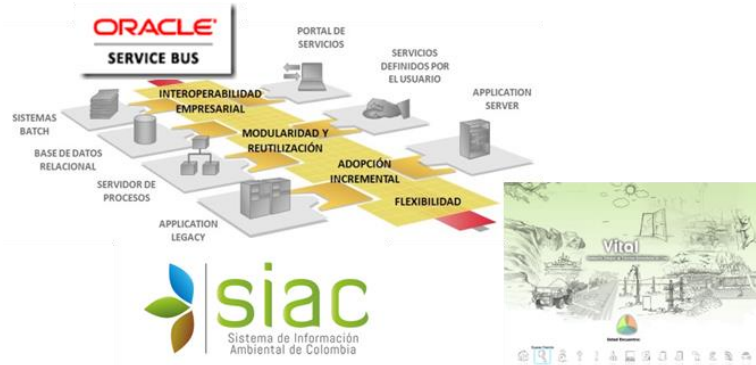 ORACLE®
SERVICE BUS
PORTAL DE
SERVICIOS
SERVICIOS
DEFINIDOS POR
EL USUARIO
APPLICATION
SERVER
INTEROPERABILIDAD
EMPRESARIAL
SISTEMAS
BATCH
MODULARIDAD Y
REUTILIZACIÓN
BASE DE DATOS
RELACIONAL
ADOPCIÓN
INCREMENTAL
SERVIDOR DE
PROCESOS
FLEXIBILIDAD
APPLICATION
LEGACY
Vital
siac
Sistema de Información
Ambiental de Colombia